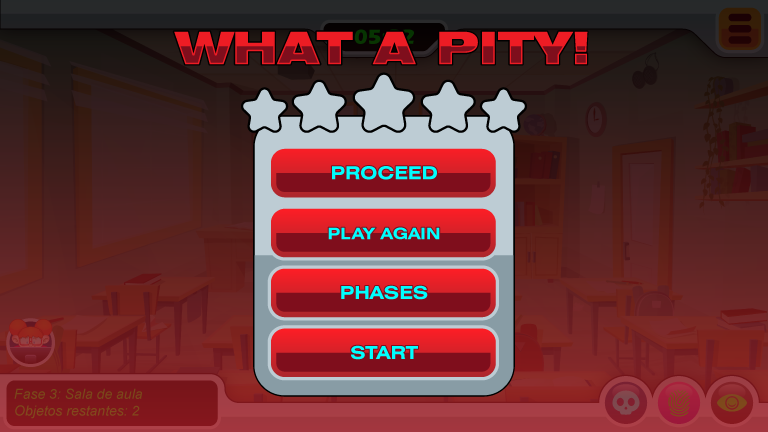 WHAT A PITY!
PROCEED
PLAY AGAIN
PHASES
START
Fase 3: Sala de aula
Objetos restantes: 2